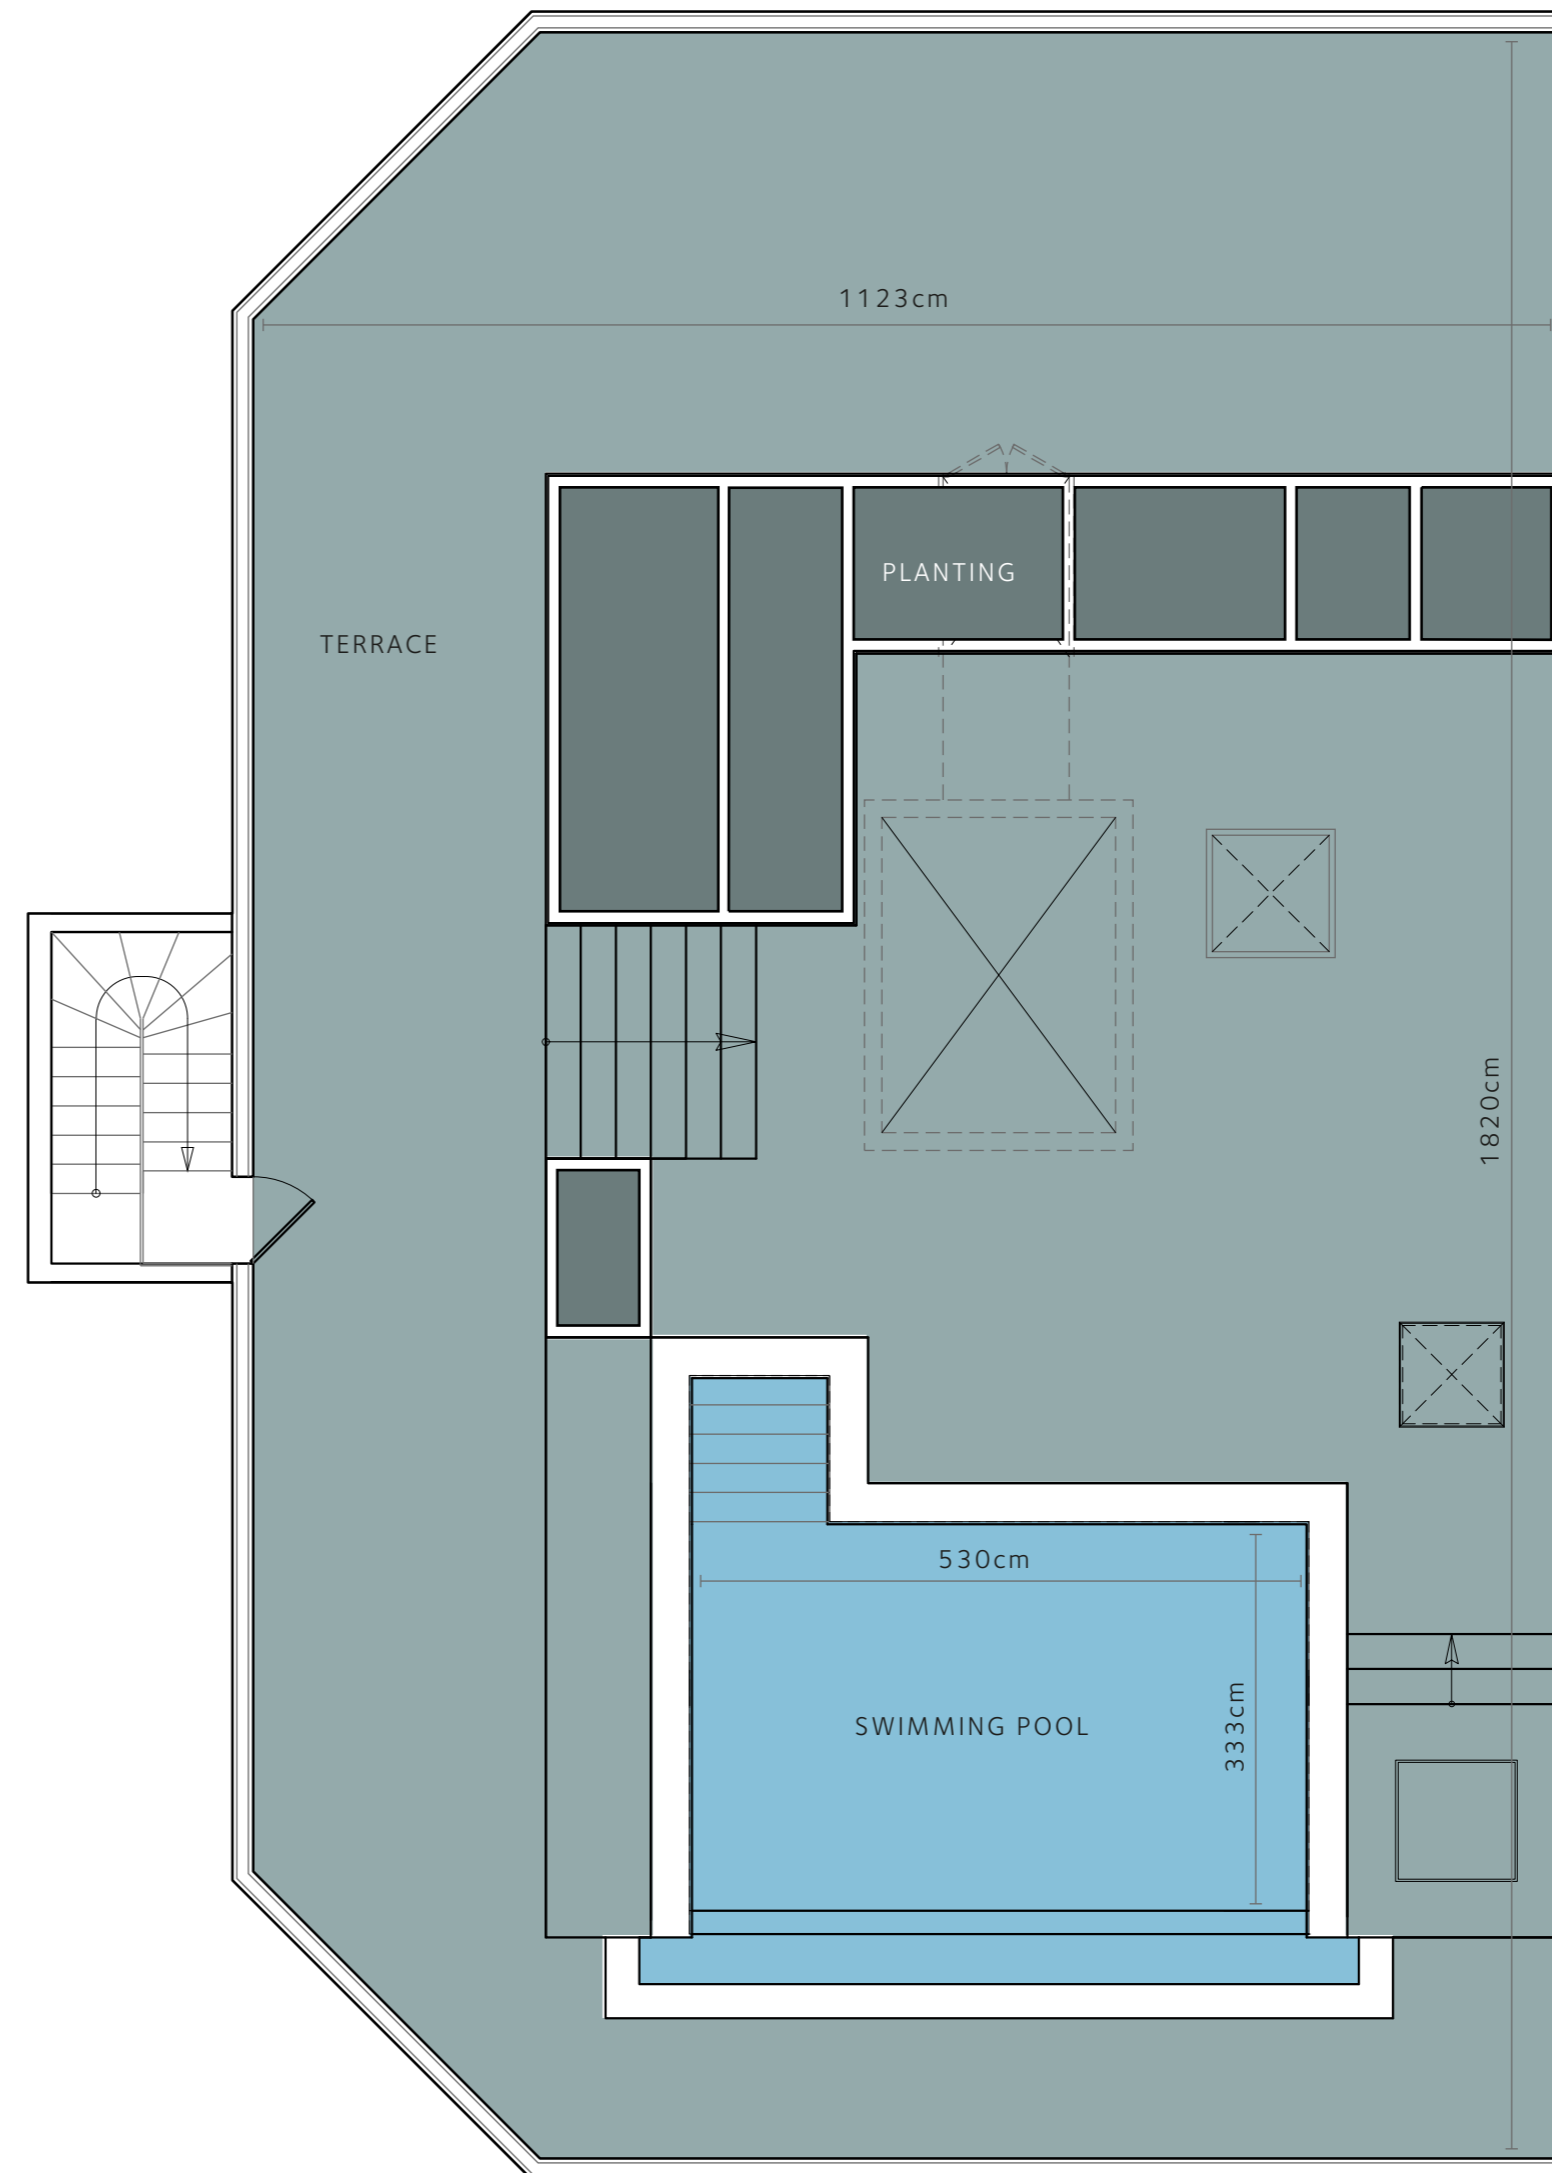 1123cm
PLANTING
TERRACE
1820cm
530cm
333cm
SWIMMING POOL